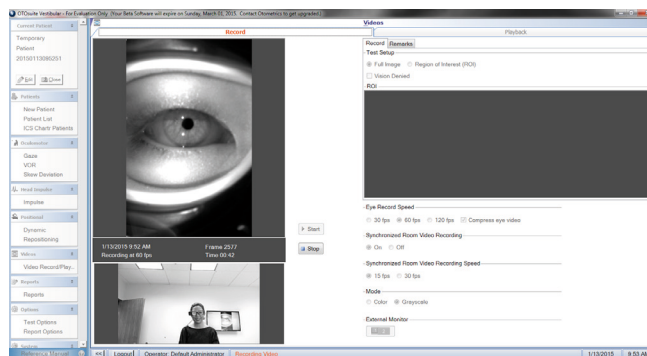 OTOsuite Vestibular - For Evaluation Only [Your Beta Software will expire on Sunday, March 01, 2015. Contact Otometrics to get upgraded.]
Current Patient
Temporary
Patient
20150113095251
Edit Close
Patients
New Patient
Patient List
ICS Chartr Patients
Oculomotor
Gaze
VOR
Skew Deviation
Head Impulse
Impulse
Positional
Dynamic
Repositioning
Videos
Video Record/Play...
Reports
Reports
Options
Test Options
Report Options
System
Reference Manual
Videos
Record
Playback
1/13/2015 9:52 AM Frame 2577
Recording at 60 fps Time 00:42
Start
Stop
Record Remarks
Test Setup
Full Image Region of Interest (ROI)
Vision Denied
ROI
Eye Record Speed
30 fps 60 fps 120 fps Compress eye video
Synchronized Room Video Recording
On Off
Synchronized Room Video Recording Speed
15 fps 30 fps
Mode
Color Grayscale
External Monitor
<< Logout Operator: Default Administrator Recording Video 1/13/2015 9:53 AM